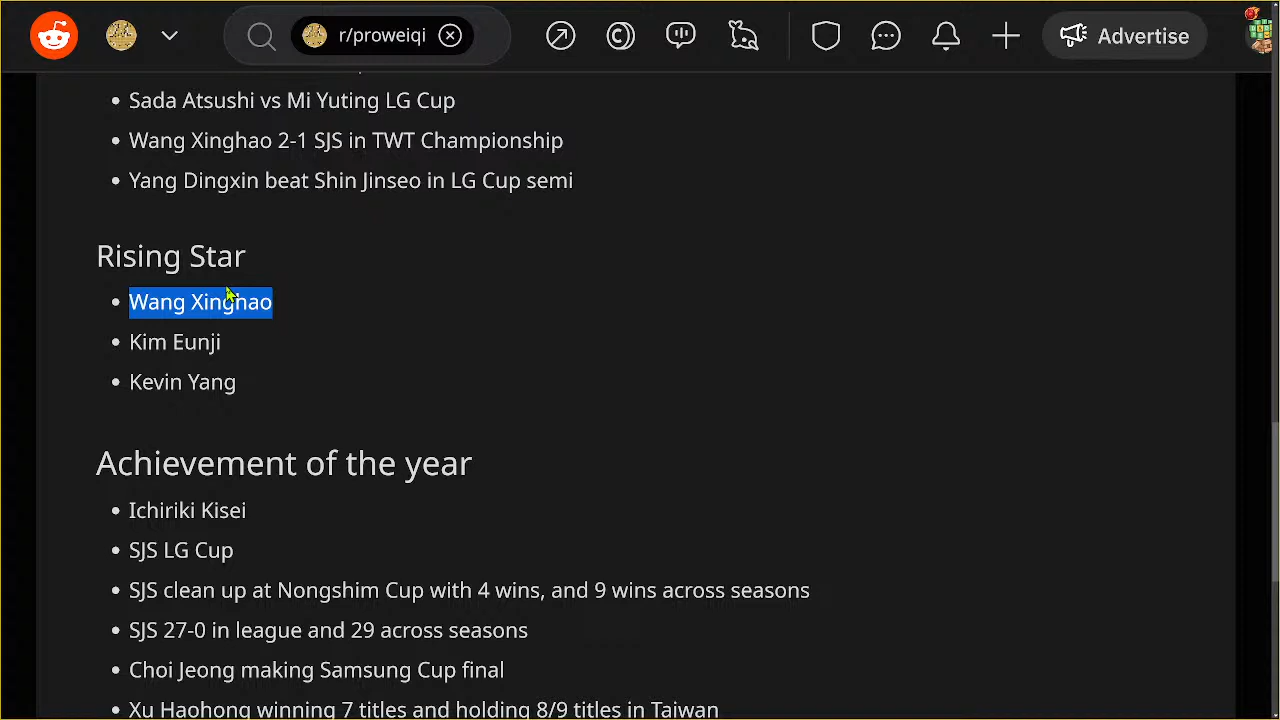 r/proweiqi
Advertise
Sada Atsushi vs Mi Yuting LG Cup
Wang Xinghao 2-1 SJS in TWT Championship
Yang Dingxin beat Shin Jinseo in LG Cup semi
Rising Star
Wang Xinghao
Kim Eunji
Kevin Yang
Achievement of the year
Ichiriki Kisei
SJS LG Cup
SJS clean up at Nongshim Cup with 4 wins, and 9 wins across seasons
SJS 27-0 in league and 29 across seasons
Choi Jeong making Samsung Cup final
Xu Haohong winning 7 titles and holding 8/9 titles in Taiwan